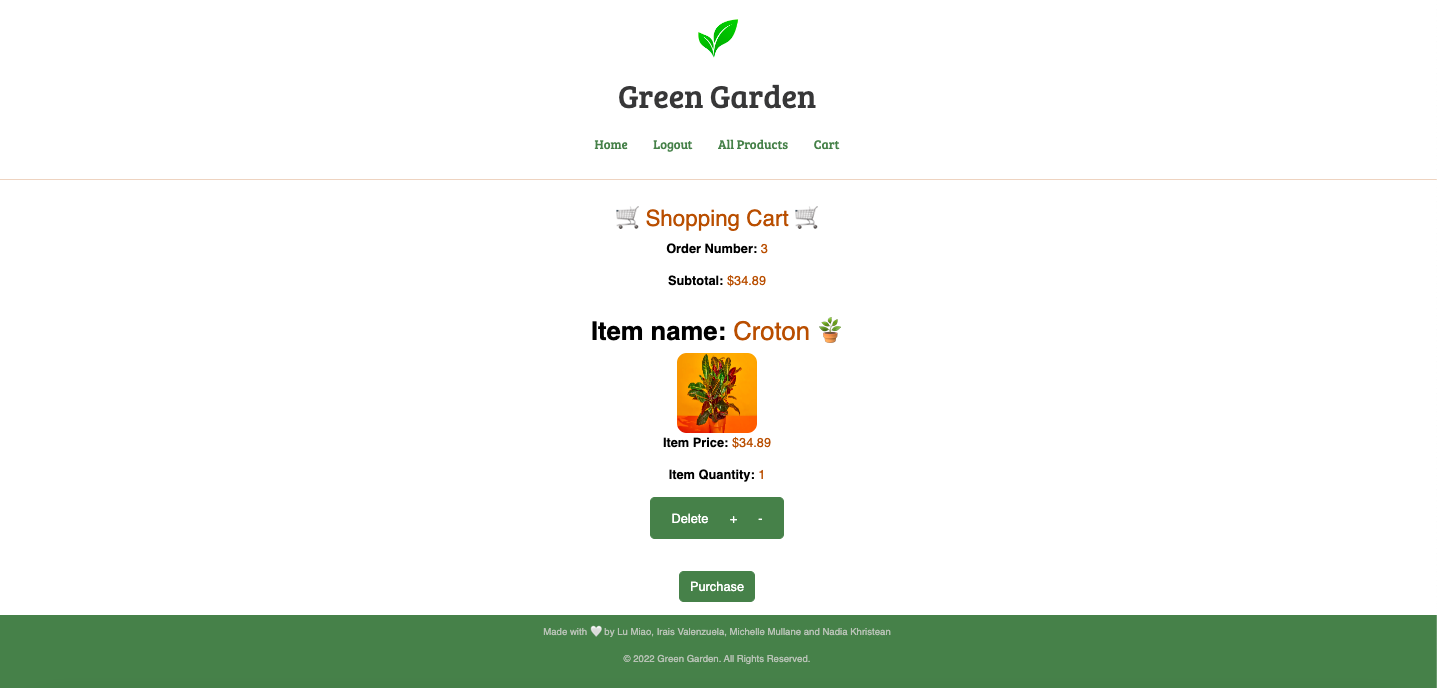 Green Garden
Home Logout All Products Cart
🛒 Shopping Cart 🛒
Order Number: 3
Subtotal: $34.89
Item name: Croton 🪴
Item Price: $34.89
Item Quantity: 1
Delete + -
Purchase
Made with 🤍 by Lu Miao, Irais Valenzuela, Michelle Mullane and Nadia Khristean
© 2022 Green Garden. All Rights Reserved.